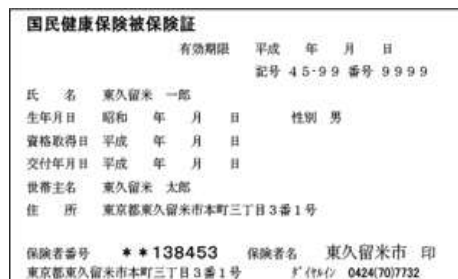 国民健康保険被保険証
有効期限 平成 年 月 日
記号 45-99 番号 9999
氏 名 東久留米 一郎
生年月日 昭和 年 月 日 性別 男
資格取得日 平成 年 月 日
交付年月日 平成 年 月 日
世帯主名 東久留米 太郎
住 所 東京都東久留米市本町三丁目3番1号
保険者番号 **138453 保険者名 東久留米市 印
東京都東久留米市本町三丁目3番1号 ダイヤルイン 0424(70)7732